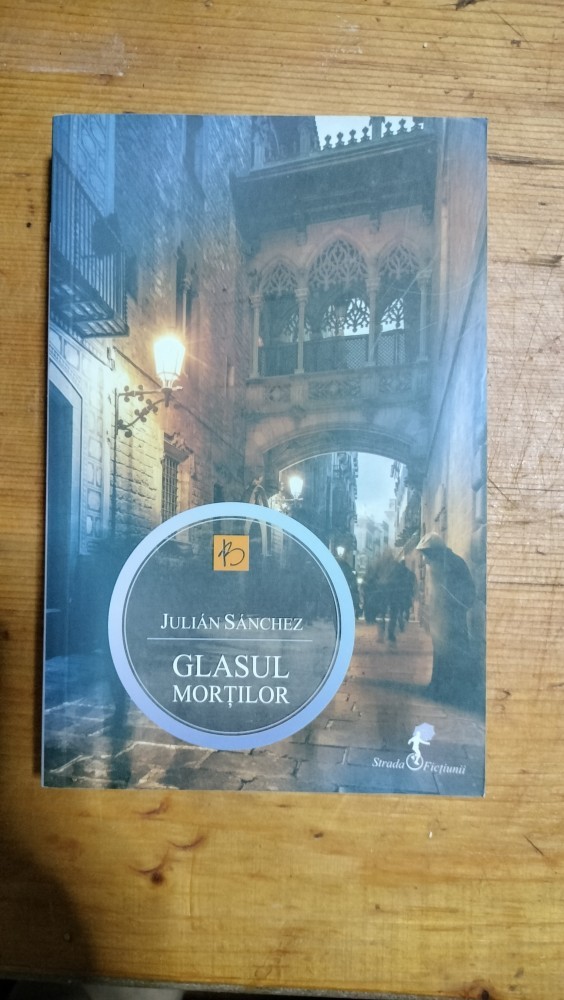 B
JULIÁN SÁNCHEZ
GLASUL
MORȚILOR
Strada Ficțiunii